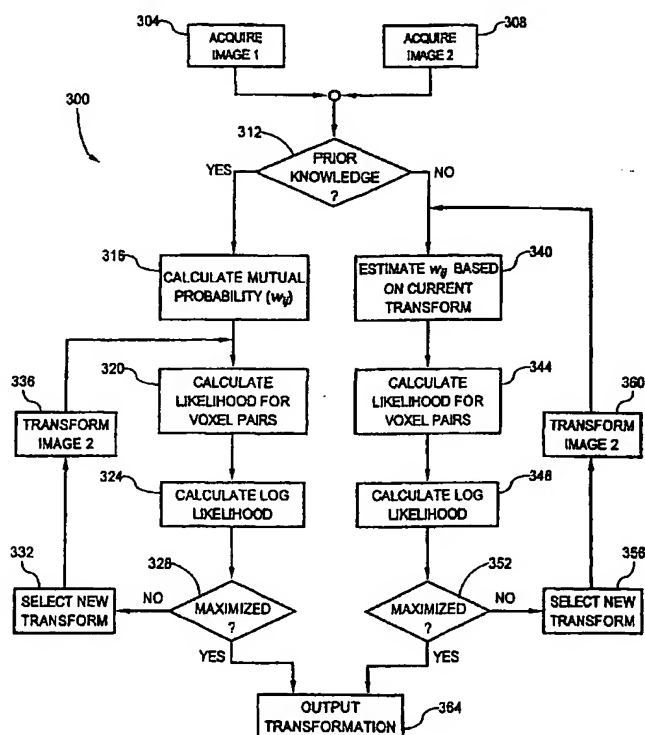 304
ACQUIRE
IMAGE 1
308
ACQUIRE
IMAGE 2
300
312
PRIOR
KNOWLEDGE
?
YES
NO
316
CALCULATE MUTUAL
PROBABILITY (wij)
340
ESTIMATE wij BASED
ON CURRENT
TRANSFORM
336
TRANSFORM
IMAGE 2
320
CALCULATE
LIKELIHOOD FOR
VOXEL PAIRS
344
CALCULATE
LIKELIHOOD FOR
VOXEL PAIRS
360
TRANSFORM
IMAGE 2
324
CALCULATE LOG
LIKELIHOOD
348
CALCULATE LOG
LIKELIHOOD
332
SELECT NEW
TRANSFORM
NO
328
MAXIMIZED
?
YES
352
MAXIMIZED
?
YES
NO
356
SELECT NEW
TRANSFORM
OUTPUT
TRANSFORMATION
364